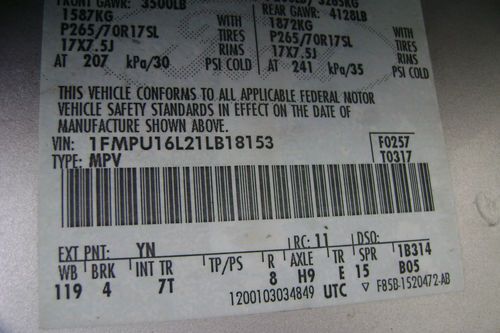 FRONT GAWR: 3500LB
1587KG WITH
P265/70R17SL TIRES
17X7.5J RIMS
AT 207 kPa/30 PSI COLD
3265KG
REAR GAWR: 4128LB
1872KG WITH
P265/70R17SL TIRES
17X7.5J RIMS
AT 241 kPa/35 PSI COLD
THIS VEHICLE CONFORMS TO ALL APPLICABLE FEDERAL MOTOR
VEHICLE SAFETY STANDARDS IN EFFECT ON THE DATE OF
MANUFACTURE SHOWN ABOVE.
VIN: 1FMPU16L21LB18153 F0257
TYPE: MPV T0317
EXT PNT: YN RC: 11 DSO:
WB BRK INT TR TP/PS R AXLE TR SPR 1B314
119 4 7T 8 H9 E 15 B05
1200103034849 UTC ▽ F85B-1520472-AB